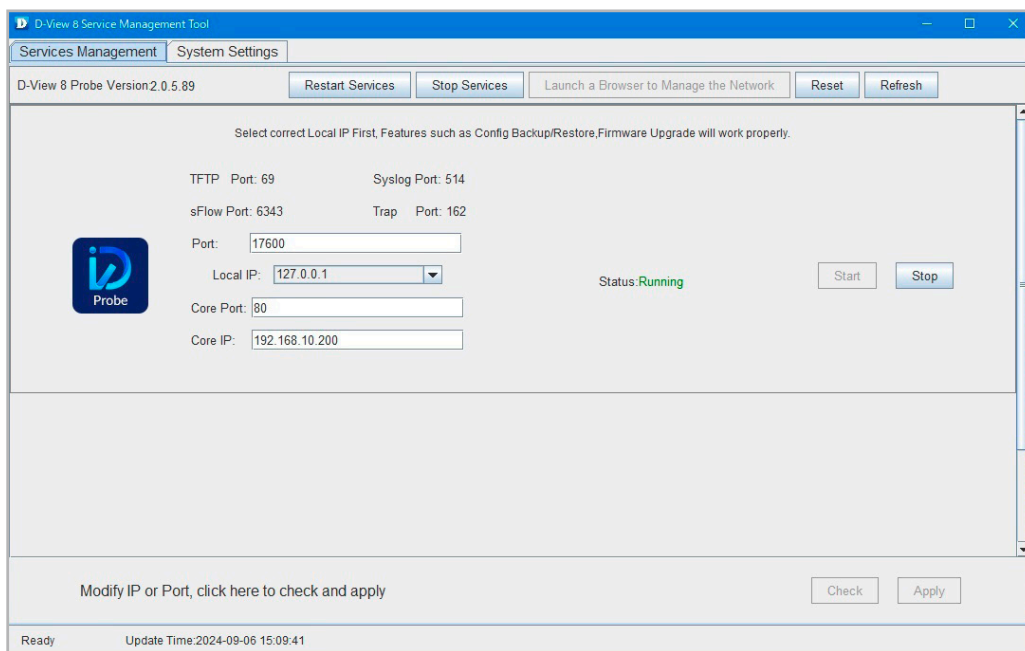 D-View 8 Service Management Tool
Services Management System Settings
D-View 8 Probe Version:2.0.5.89 Restart Services Stop Services Launch a Browser to Manage the Network Reset Refresh
Select correct Local IP First, Features such as Config Backup/Restore,Firmware Upgrade will work properly.
TFTP Port: 69 Syslog Port: 514
sFlow Port: 6343 Trap Port: 162
Port: 17600
Local IP: 127.0.0.1
Probe
Status:Running Start Stop
Core Port: 80
Core IP: 192.168.10.200
Modify IP or Port, click here to check and apply Check Apply
Ready Update Time:2024-09-06 15:09:41